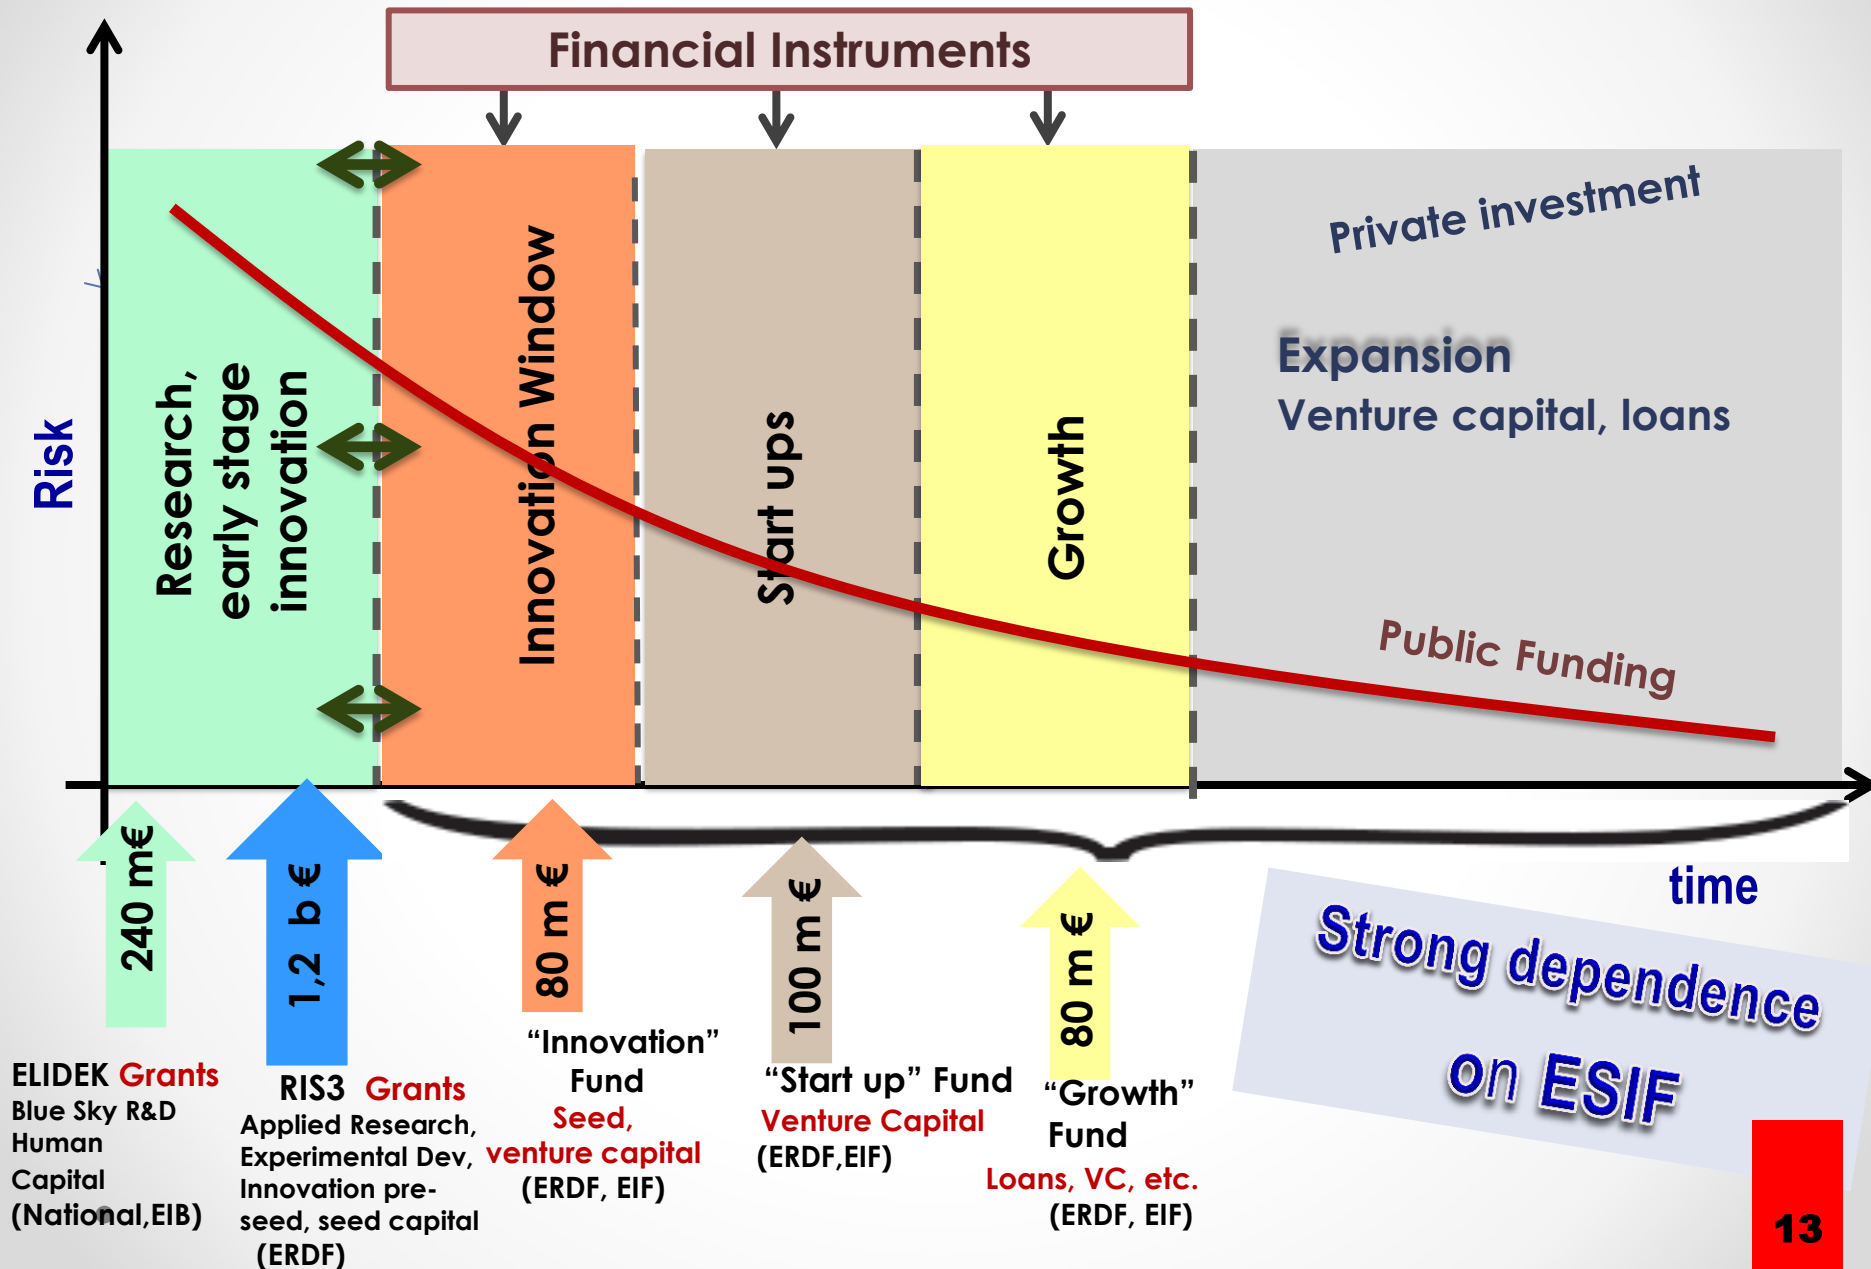 Financial Instruments
Risk
Research,
early stage
innovation
Innovation Window
Start ups
Growth
Private investment
Expansion
Venture capital, loans
Public Funding
time
240 m€
1,2 b €
80 m €
100 m €
80 m €
ELIDEK Grants
Blue Sky R&D
Human
Capital
(National,EIB)
RIS3 Grants
Applied Research,
Experimental Dev,
Innovation pre-
seed, seed capital
(ERDF)
“Innovation”
Fund
Seed,
venture capital
(ERDF, EIF)
“Start up” Fund
Venture Capital
(ERDF,EIF)
“Growth”
Fund
Loans, VC, etc.
(ERDF, EIF)
Strong dependence
on ESIF
13